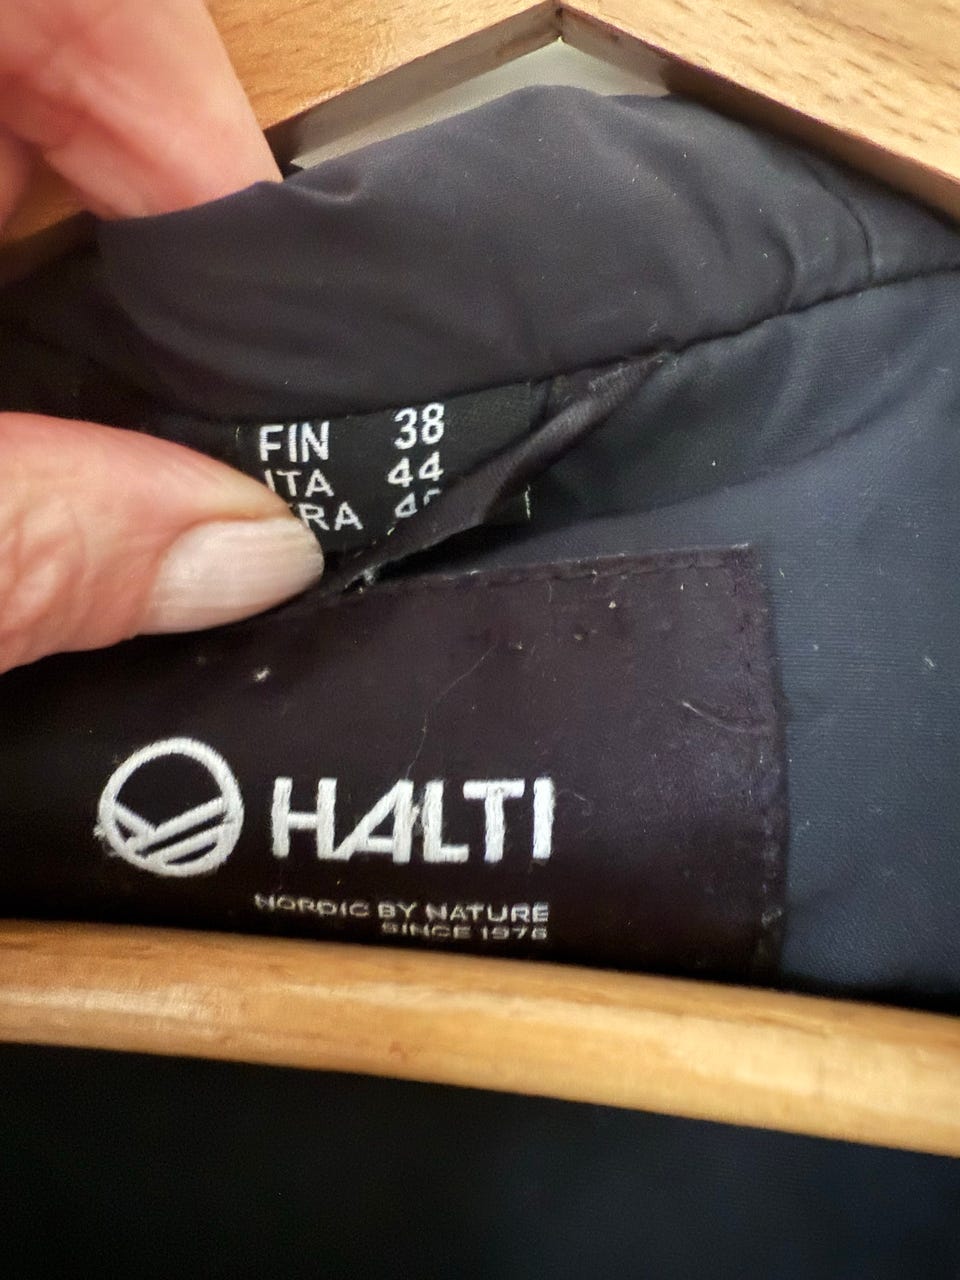 FIN 38
ITA 44
HALTI
NORDIC BY NATURE
SINCE 1976